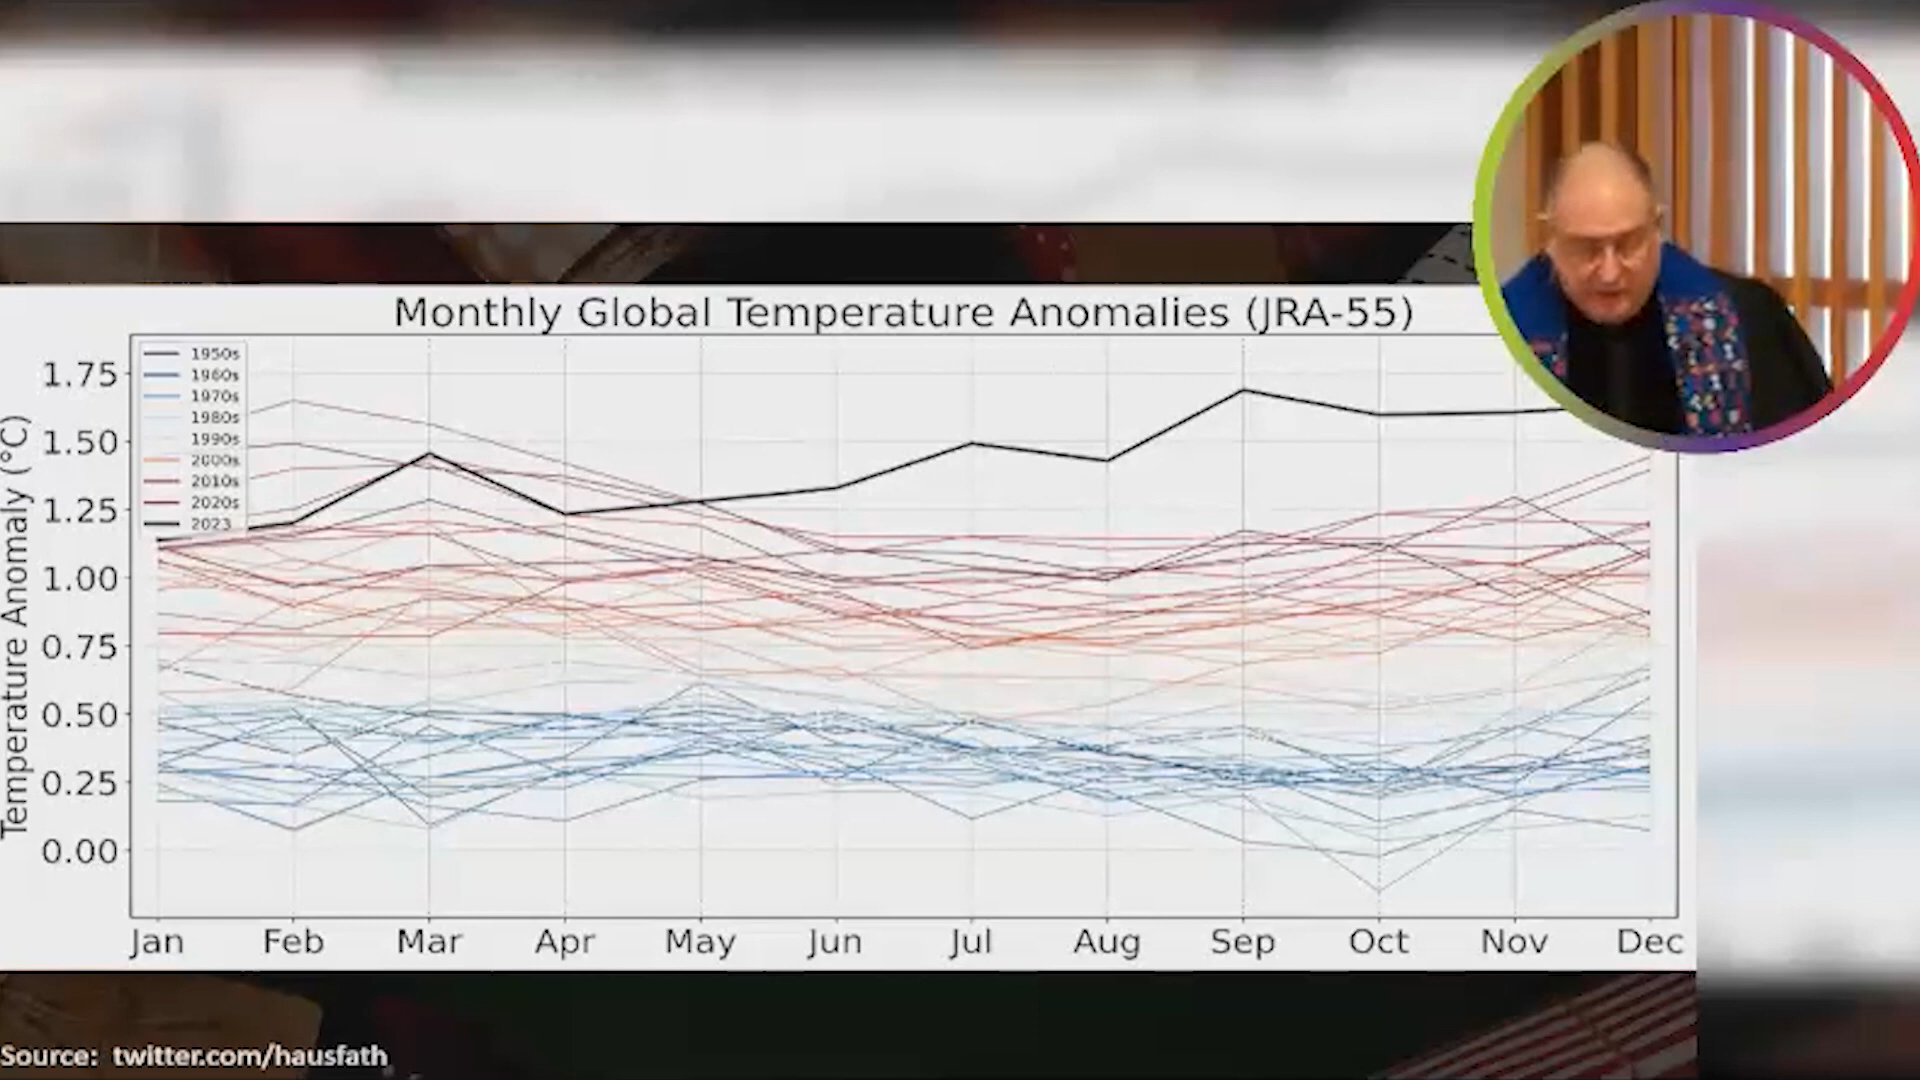 Monthly Global Temperature Anomalies (JRA-55)
Temperature Anomaly (°C)
1.75
1.50
1.25
1.00
0.75
0.50
0.25
0.00
1950s
1960s
1970s
1980s
1990s
2000s
2010s
2020s
2023
Jan Feb Mar Apr May Jun Jul Aug Sep Oct Nov Dec
Source: twitter.com/hausfath